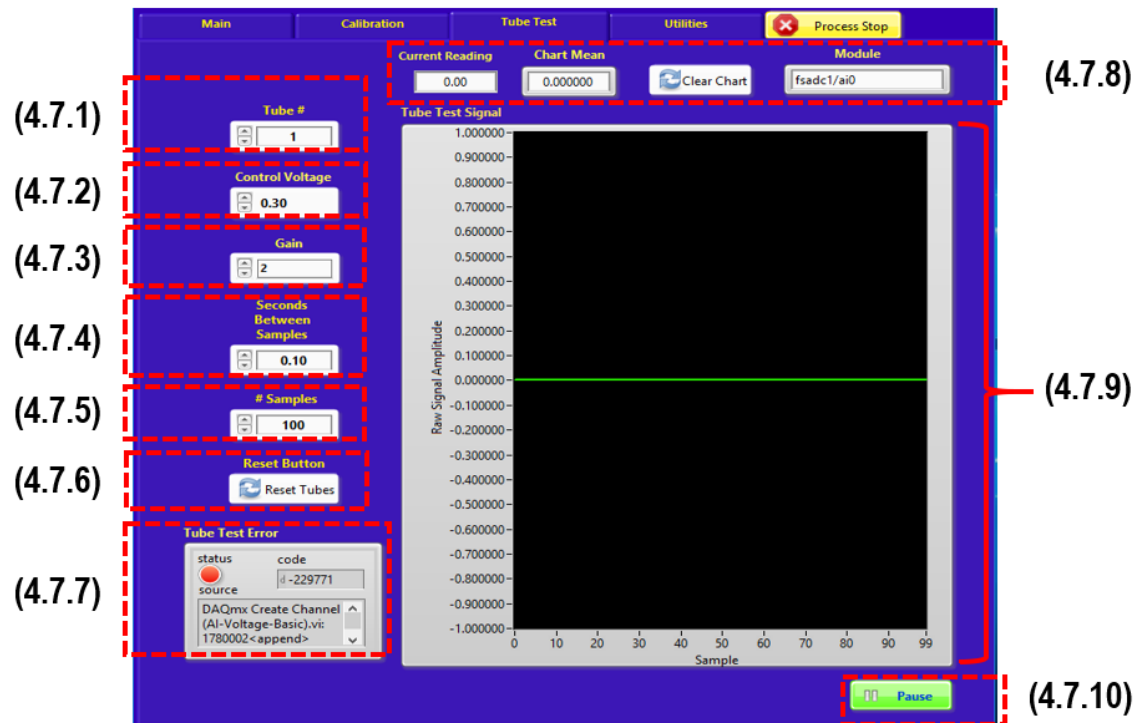 Main
Calibration
Tube Test
Utilities
Process Stop
Current Reading
Chart Mean
Module
0.00
0.000000
Clear Chart
fsadc1/ai0
(4.7.8)
(4.7.1)
Tube #
1
(4.7.2)
Control Voltage
0.30
(4.7.3)
Gain
2
(4.7.4)
Seconds
Between
Samples
0.10
(4.7.5)
# Samples
100
(4.7.6)
Reset Button
Reset Tubes
(4.7.7)
Tube Test Error
status
code
d -229771
source
DAQmx Create Channel
(AI-Voltage-Basic).vi:
1780002<append>
Tube Test Signal
Raw Signal Amplitude
1.000000
0.900000
0.800000
0.700000
0.600000
0.500000
0.400000
0.300000
0.200000
0.100000
0.000000
-0.100000
-0.200000
-0.300000
-0.400000
-0.500000
-0.600000
-0.700000
-0.800000
-0.900000
-1.000000
0 10 20 30 40 50 60 70 80 90 99
Sample
(4.7.9)
Pause
(4.7.10)